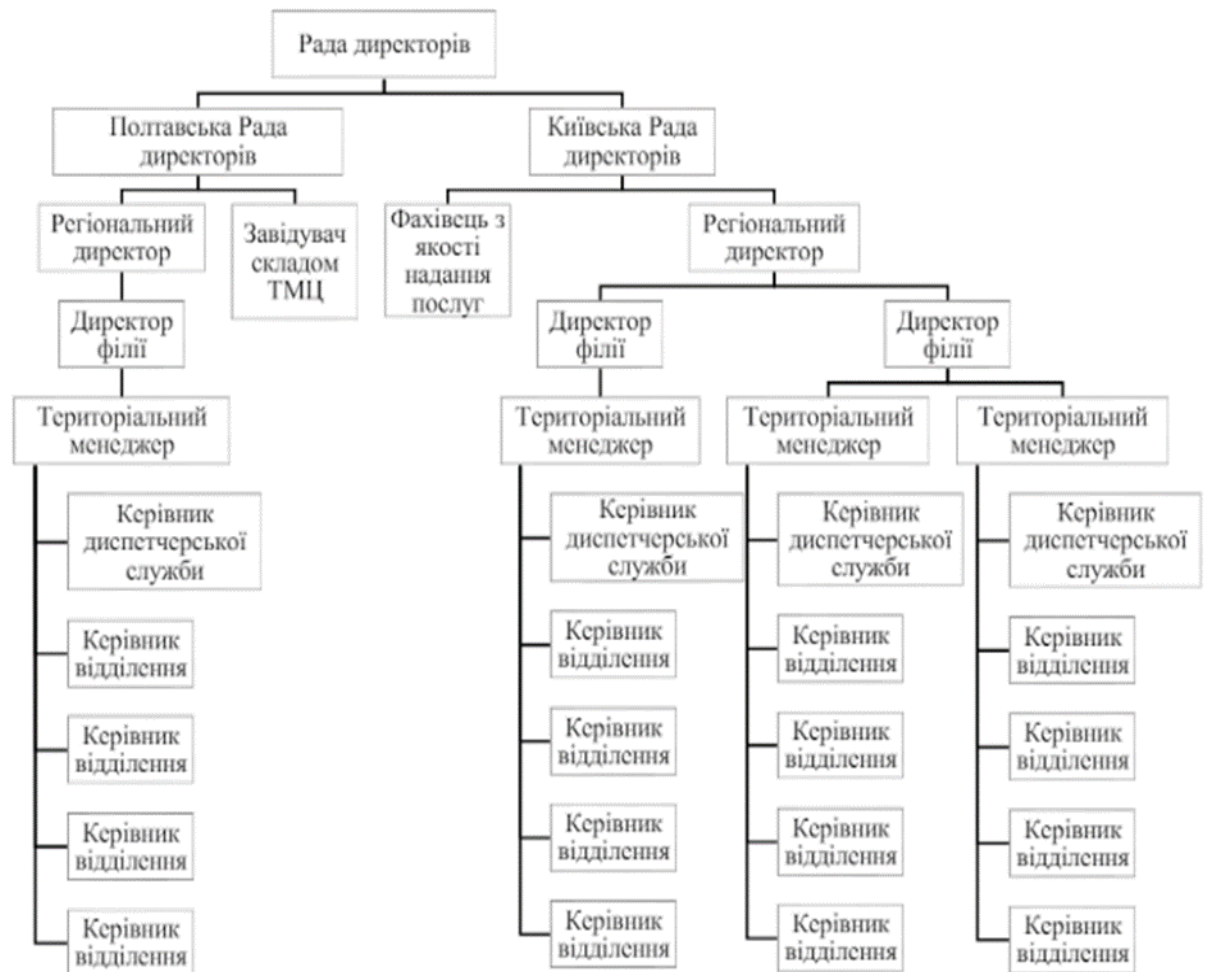 Рада директорів
Полтавська Рада
директорів
Київська Рада
директорів
Регіональний
директор
Завідувач
складом
ТМЦ
Фахівець з
якості
надання
послуг
Регіональний
директор
Директор
філії
Директор
філії
Директор
філії
Територіальний
менеджер
Територіальний
менеджер
Територіальний
менеджер
Територіальний
менеджер
Керівник
диспетчерської
служби
Керівник
диспетчерської
служби
Керівник
диспетчерської
служби
Керівник
диспетчерської
служби
Керівник
відділення
Керівник
відділення
Керівник
відділення
Керівник
відділення
Керівник
відділення
Керівник
відділення
Керівник
відділення
Керівник
відділення
Керівник
відділення
Керівник
відділення
Керівник
відділення
Керівник
відділення
Керівник
відділення
Керівник
відділення
Керівник
відділення
Керівник
відділення